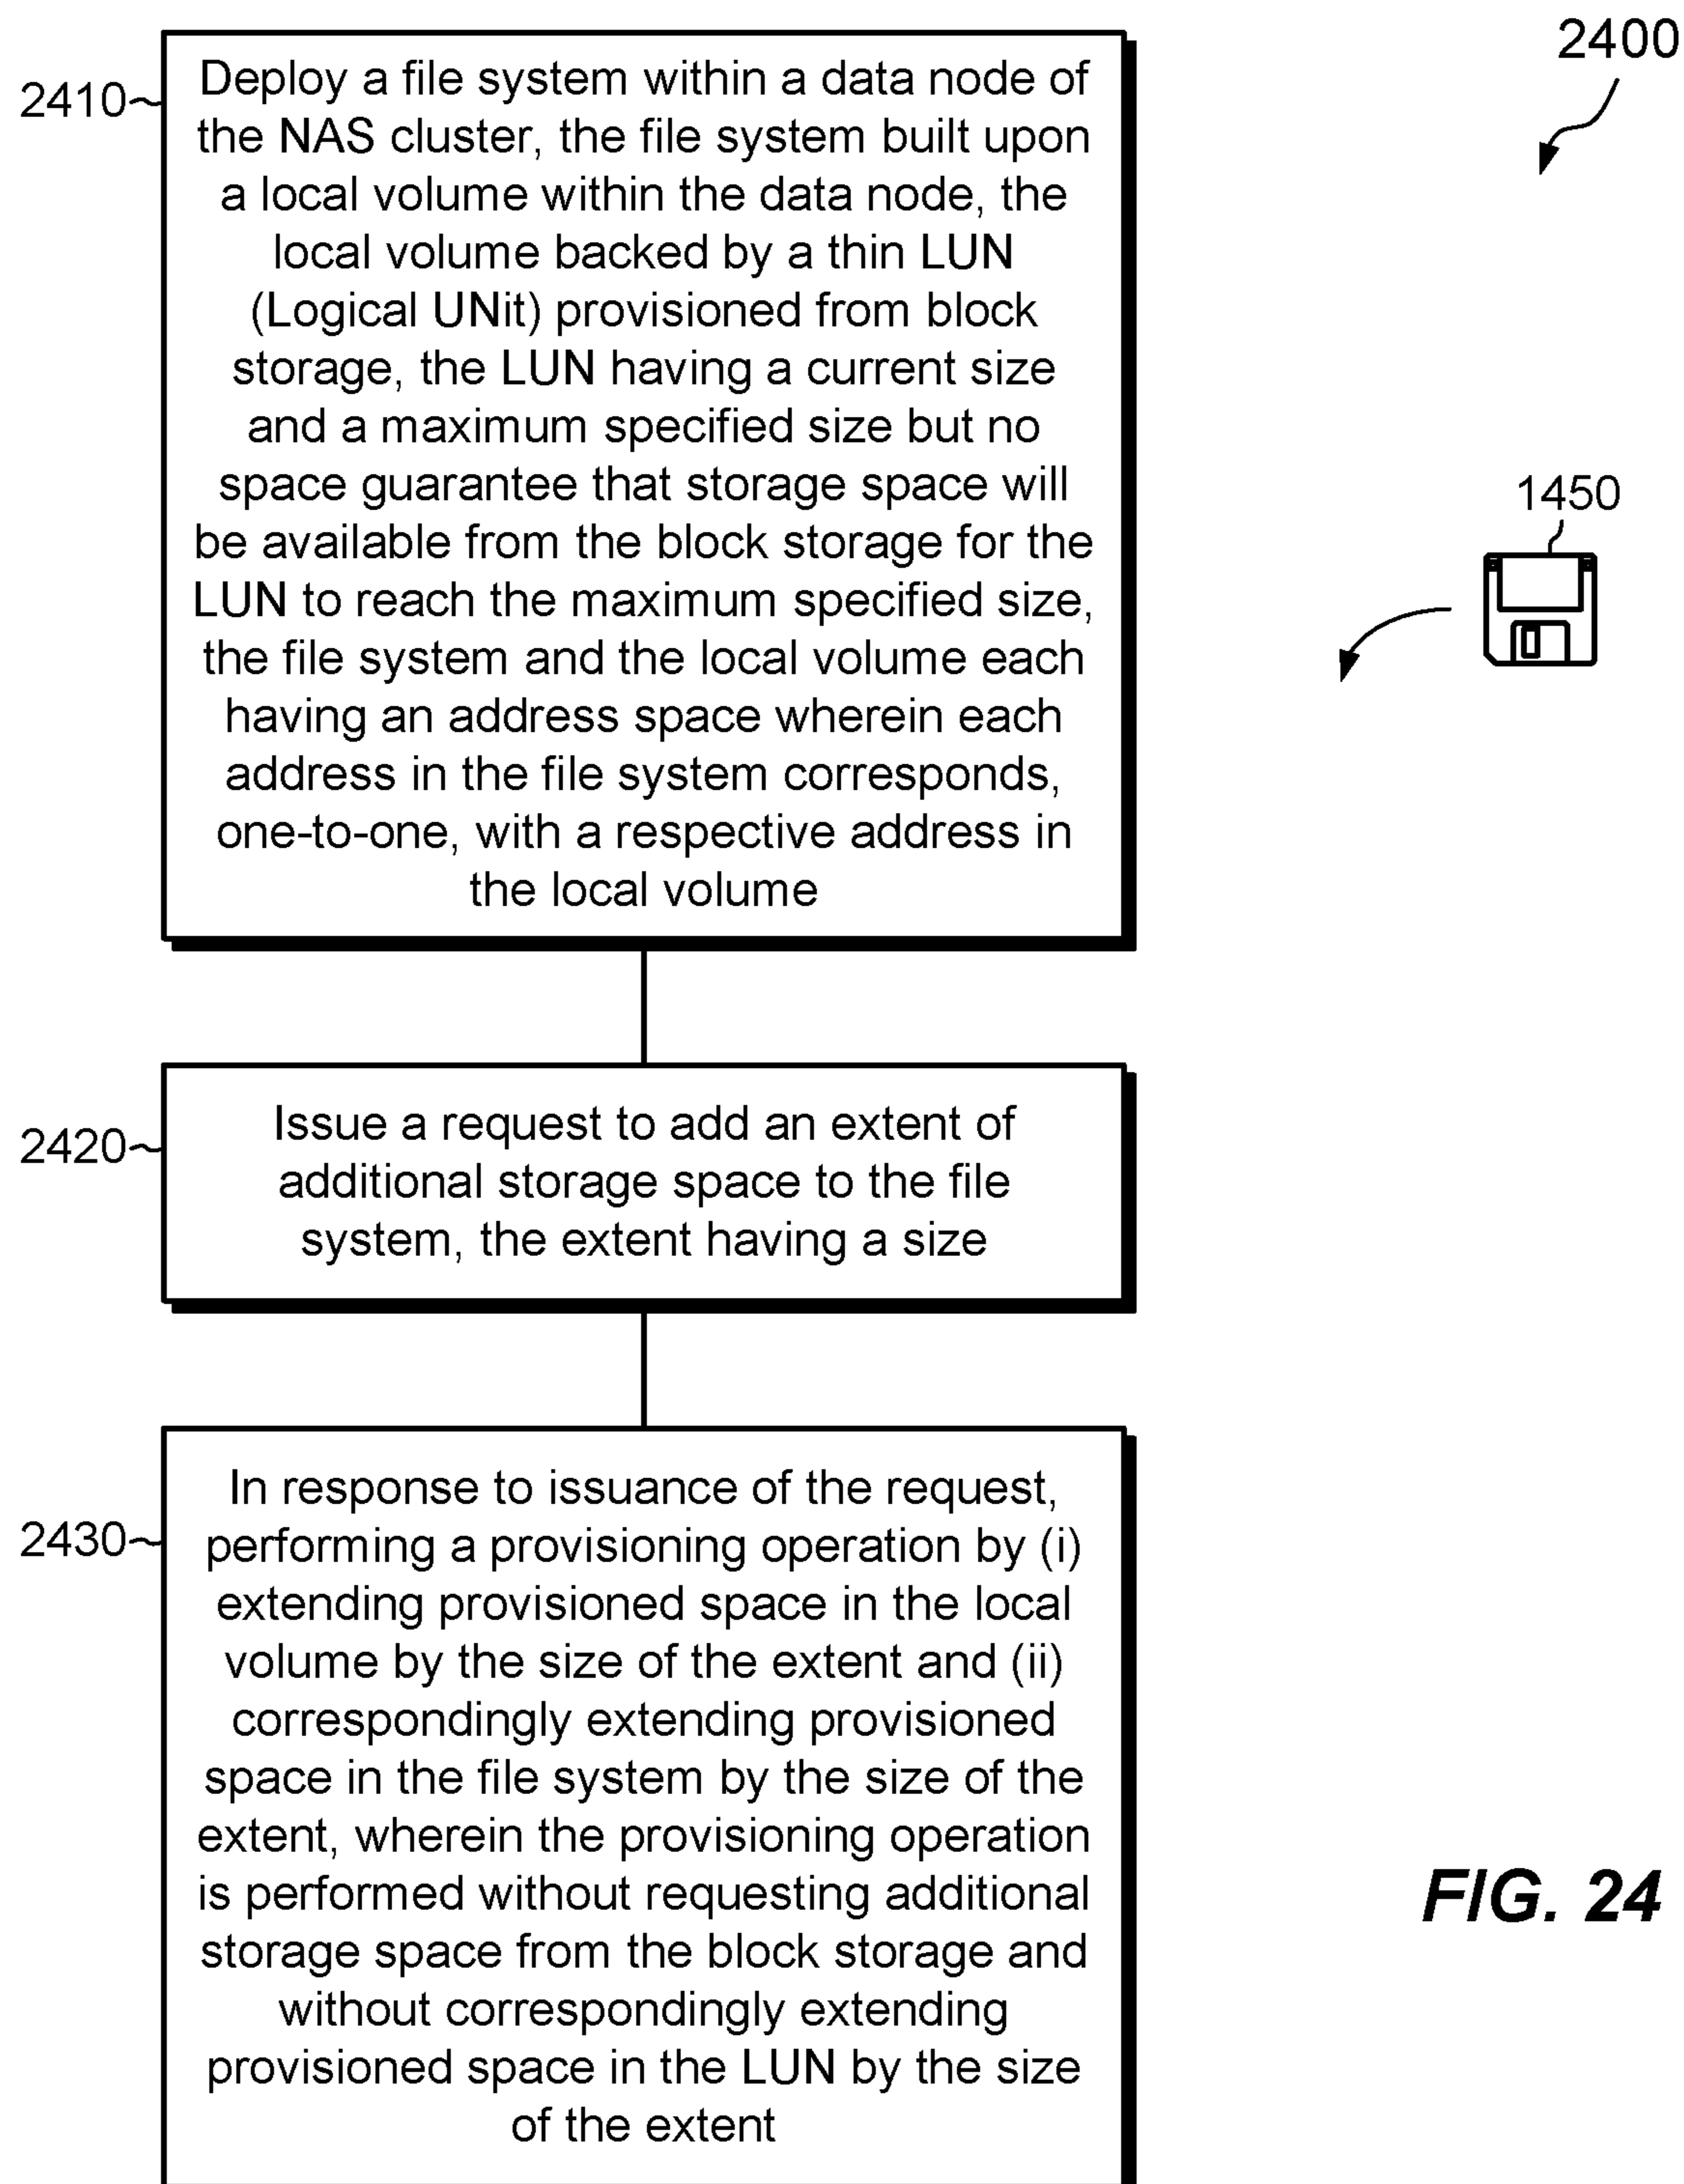 2400
2410
Deploy a file system within a data node of
the NAS cluster, the file system built upon
a local volume within the data node, the
local volume backed by a thin LUN
(Logical UNit) provisioned from block
storage, the LUN having a current size
and a maximum specified size but no
space guarantee that storage space will
be available from the block storage for the
LUN to reach the maximum specified size,
the file system and the local volume each
having an address space wherein each
address in the file system corresponds,
one-to-one, with a respective address in
the local volume
1450
2420
Issue a request to add an extent of
additional storage space to the file
system, the extent having a size
2430
In response to issuance of the request,
performing a provisioning operation by (i)
extending provisioned space in the local
volume by the size of the extent and (ii)
correspondingly extending provisioned
space in the file system by the size of the
extent, wherein the provisioning operation
is performed without requesting additional
storage space from the block storage and
without correspondingly extending
provisioned space in the LUN by the size
of the extent
FIG. 24